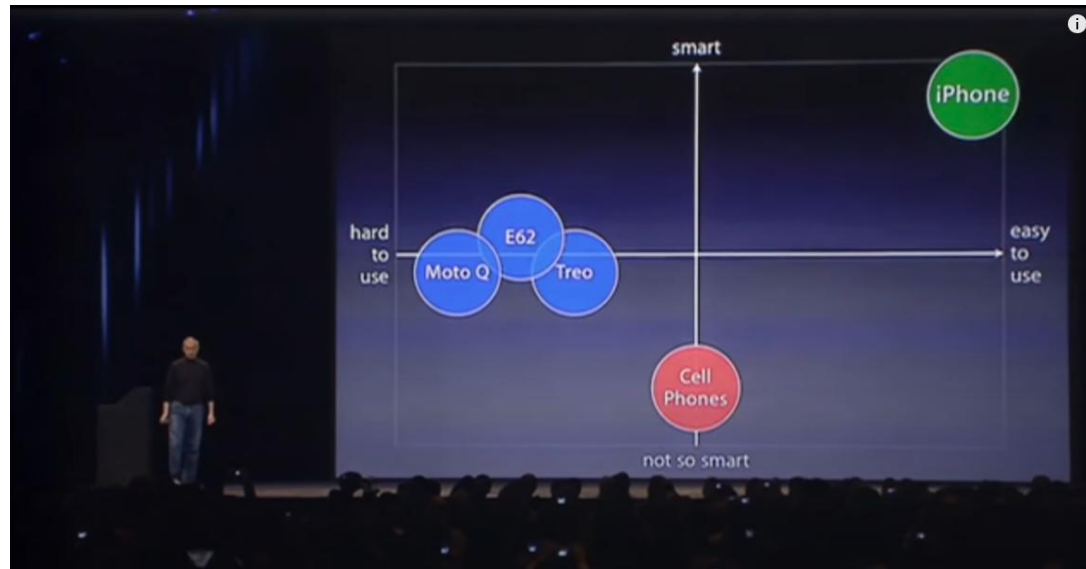 smart
iPhone
hard
to
use
E62
Moto Q
Treo
easy
to
use
Cell
Phones
not so smart